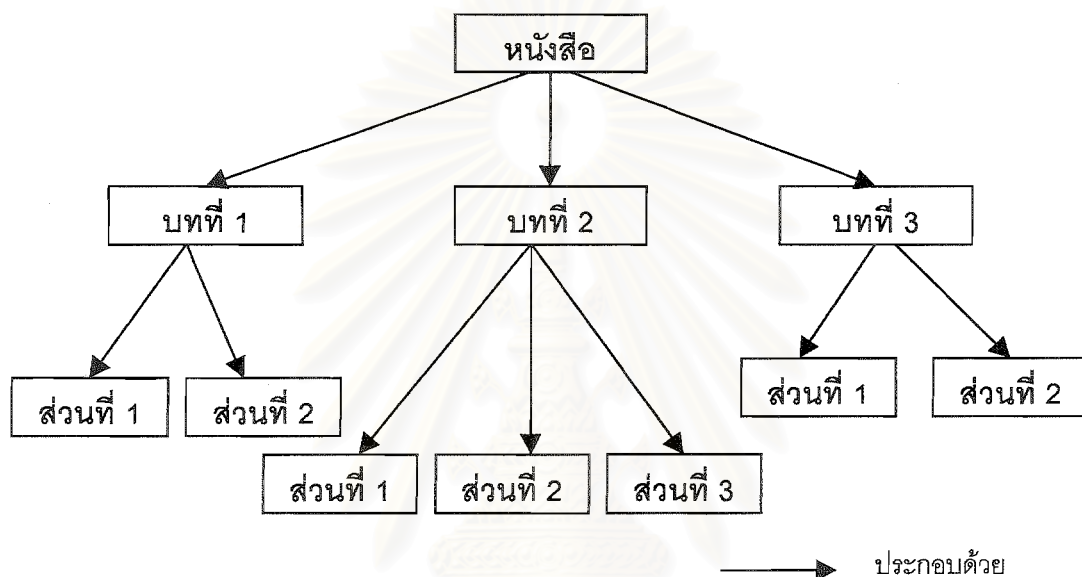 หนังสือ
บทที่ 1
บทที่ 2
บทที่ 3
ส่วนที่ 1
ส่วนที่ 2
ส่วนที่ 1
ส่วนที่ 2
ส่วนที่ 1
ส่วนที่ 2
ส่วนที่ 3
ประกอบด้วย